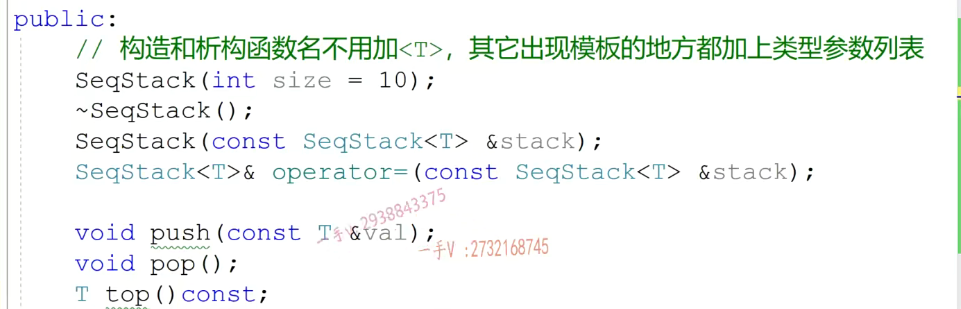 public:
// 构造和析构函数名不用加<T>，其它出现模板的地方都加上类型参数列表
SeqStack(int size = 10);
~SeqStack();
SeqStack(const SeqStack<T> &stack);
SeqStack<T>& operator=(const SeqStack<T> &stack);
void push(const T &val);
一手V :2938843375
void pop();
一手V :2732168745
T top()const;